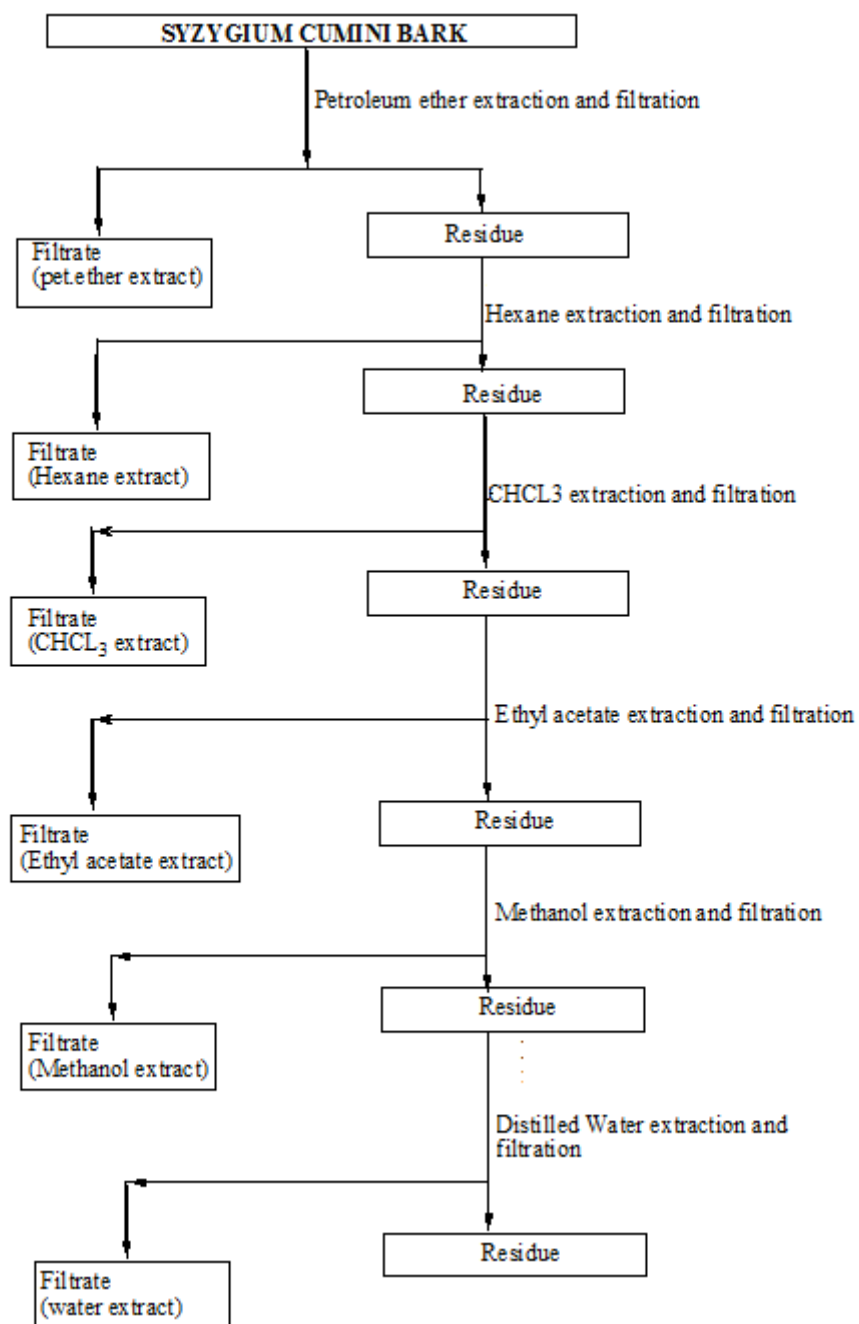 SYZYGIUM CUMINI BARK
Petroleum ether extraction and filtration
Filtrate
(pet.ether extract)
Residue
Hexane extraction and filtration
Residue
Filtrate
(Hexane extract)
CHCL3 extraction and filtration
Residue
Filtrate
(CHCL₃ extract)
Ethyl acetate extraction and filtration
Residue
Filtrate
(Ethyl acetate extract)
Methanol extraction and filtration
Residue
Filtrate
(Methanol extract)
Distilled Water extraction and
filtration
Residue
Filtrate
(water extract)